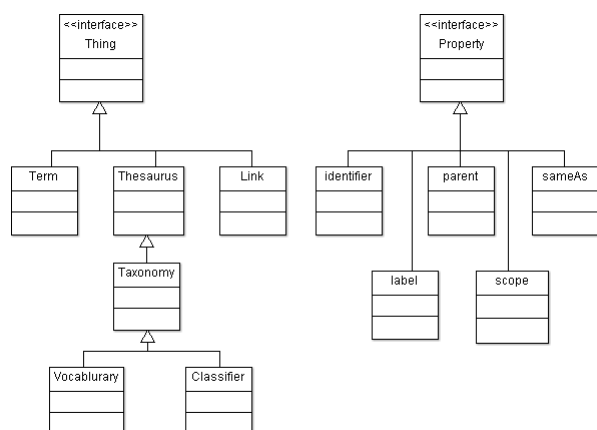 <<interface>>
Thing
<<interface>>
Property
Term
Thesaurus
Link
identifier
parent
sameAs
Taxonomy
label
scope
Vocablurary
Classifier